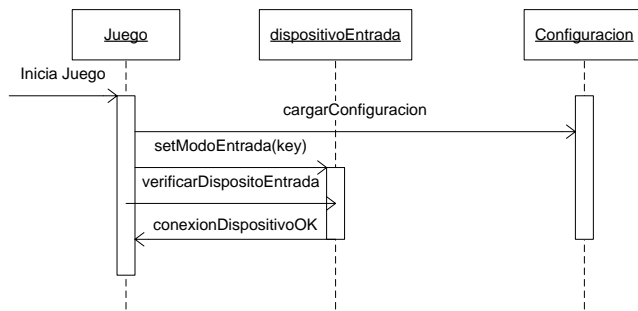 Juego
dispositivoEntrada
Configuracion
Inicia Juego
cargarConfiguracion
setModoEntrada(key)
verificarDispositoEntrada
conexionDispositivoOK